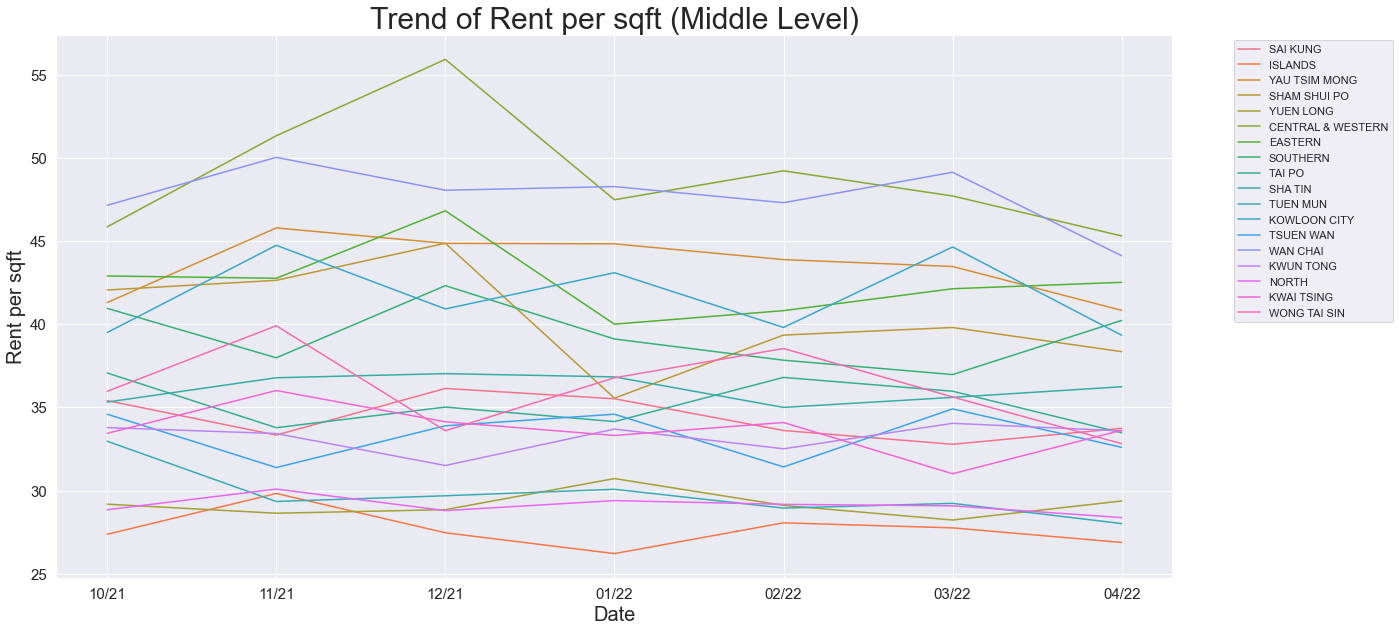 Trend of Rent per sqft (Middle Level)
Rent per sqft
55
50
45
40
35
30
25
10/21 11/21 12/21 01/22 02/22 03/22 04/22
Date
SAI KUNG
ISLANDS
YAU TSIM MONG
SHAM SHUI PO
YUEN LONG
CENTRAL & WESTERN
EASTERN
SOUTHERN
TAI PO
SHA TIN
TUEN MUN
KOWLOON CITY
TSUEN WAN
WAN CHAI
KWUN TONG
NORTH
KWAI TSING
WONG TAI SIN